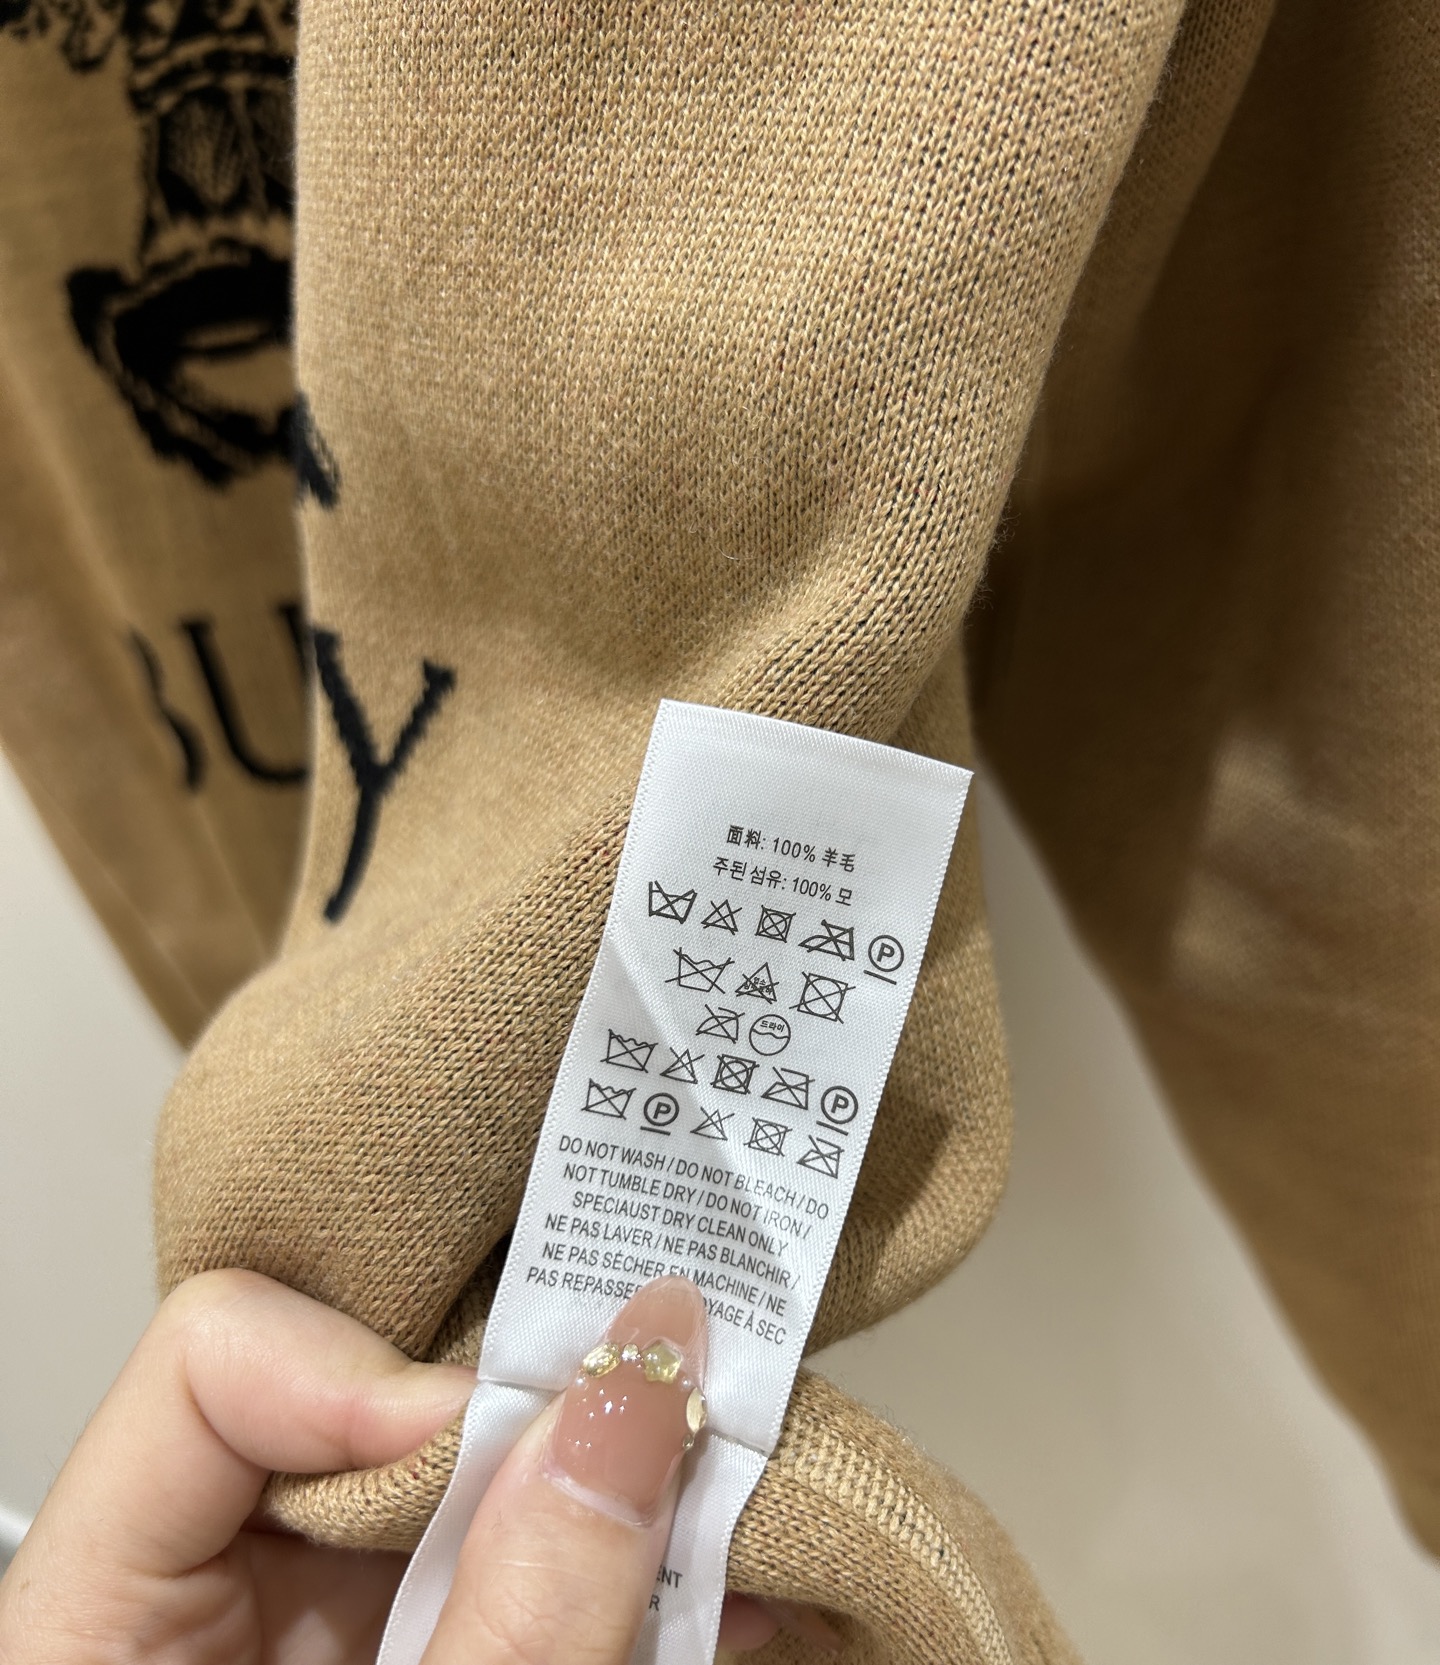 BUY
面料: 100% 羊毛
주된 섬유: 100% 모
P
드라이
P
P
DO NOT WASH / DO NOT BLEACH / DO
NOT TUMBLE DRY / DO NOT IRON /
SPECIAUST DRY CLEAN ONLY
NE PAS LAVER / NE PAS BLANCHIR /
NE PAS SÉCHER EN MACHINE / NE
PAS À SEC